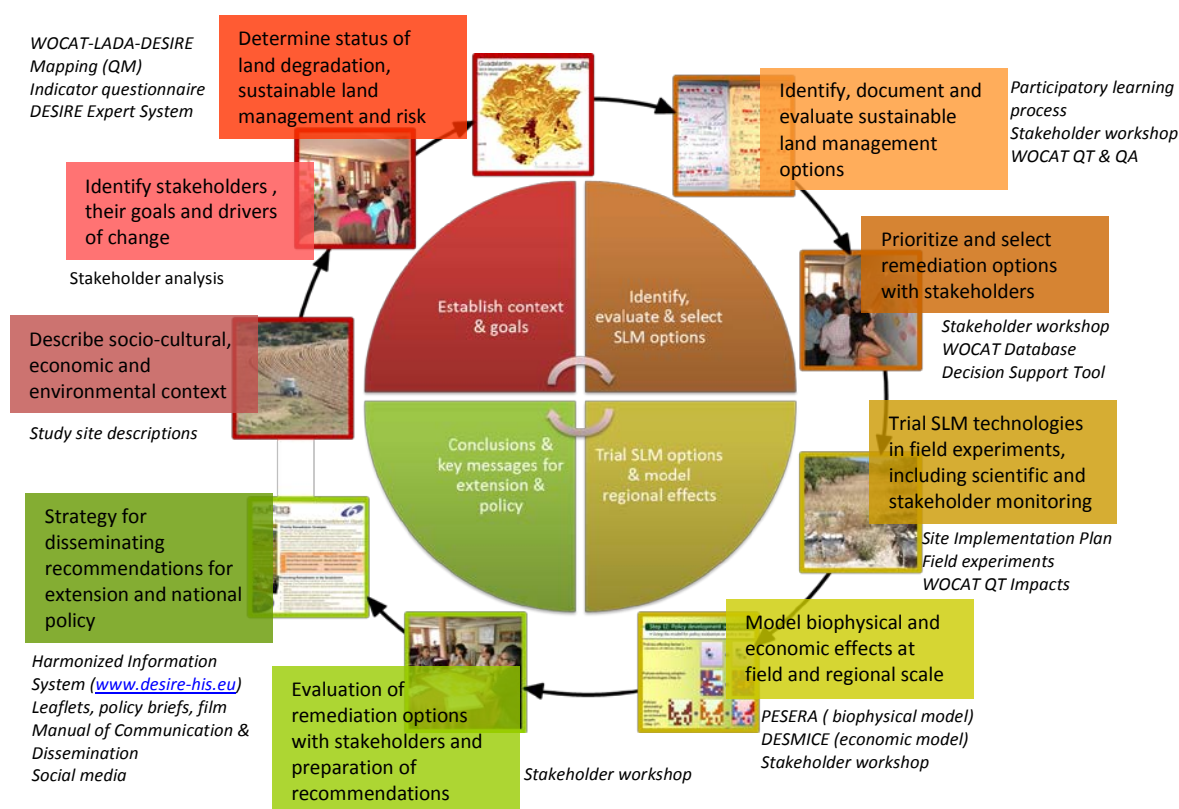 WOCAT-LADA-DESIRE
Mapping (QM)
Indicator questionnaire
DESIRE Expert System
Determine status of
land degradation,
sustainable land
management and risk
Guadalentin
Identify, document and
evaluate sustainable
land management
options
Participatory learning
process
Stakeholder workshop
WOCAT QT & QA
Identify stakeholders ,
their goals and drivers
of change
Stakeholder analysis
Prioritize and select
remediation options
with stakeholders
Stakeholder workshop
WOCAT Database
Decision Support Tool
Establish context
& goals
Identify,
evaluate & select
SLM options
Describe socio-cultural,
economic and
environmental context
Study site descriptions
Conclusions &
key messages for
extension &
policy
Trial SLM options
& model
regional effects
Trial SLM technologies
in field experiments,
including scientific and
stakeholder monitoring
Site Implementation Plan
Field experiments
WOCAT QT Impacts
Strategy for
disseminating
recommendations for
extension and national
policy
Harmonized Information
System (www.desire-his.eu)
Leaflets, policy briefs, film
Manual of Communication &
Dissemination
Social media
Evaluation of
remediation options
with stakeholders and
preparation of
recommendations
Stakeholder workshop
Step 12: Policy development
Model biophysical and
economic effects at
field and regional scale
PESERA ( biophysical model)
DESMICE (economic model)
Stakeholder workshop